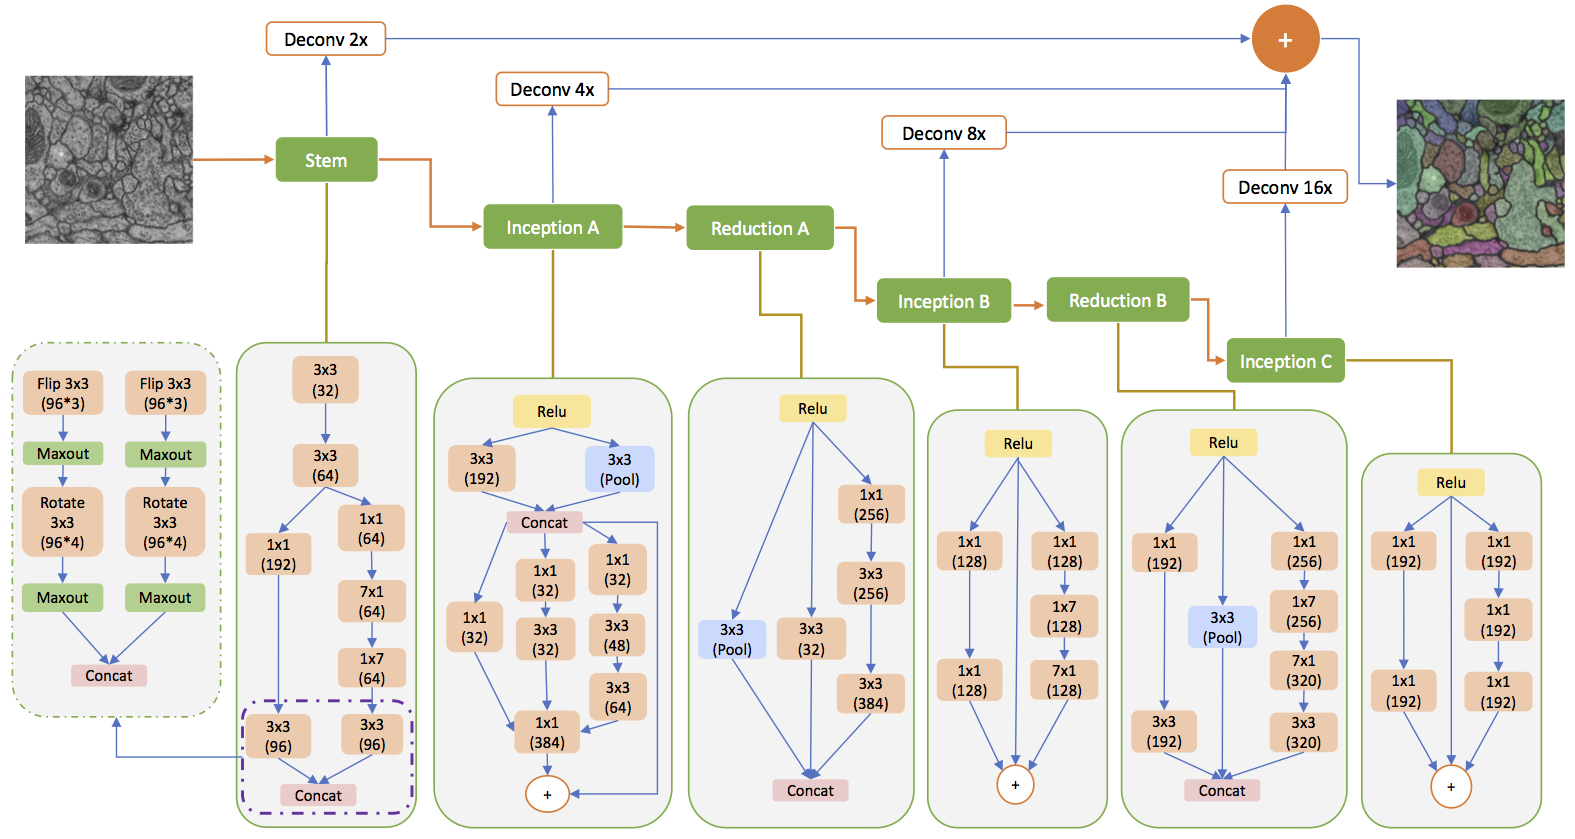 Deconv 2x
+
Deconv 4x
Deconv 8x
Deconv 16x
Stem
Inception A
Reduction A
Inception B
Reduction B
Inception C
Flip 3x3
(96*3)
Flip 3x3
(96*3)
Maxout
Maxout
Rotate
3x3
(96*4)
Rotate
3x3
(96*4)
Maxout
Maxout
Concat
3x3
(32)
3x3
(64)
1x1
(192)
1x1
(64)
7x1
(64)
1x7
(64)
3x3
(96)
3x3
(96)
Concat
Relu
3x3
(192)
3x3
(Pool)
Concat
1x1
(32)
1x1
(32)
3x3
(32)
1x1
(32)
3x3
(48)
3x3
(64)
1x1
(384)
+
Relu
3x3
(Pool)
3x3
(32)
1x1
(256)
3x3
(256)
3x3
(384)
Concat
Relu
1x1
(128)
1x1
(128)
1x1
(128)
1x7
(128)
7x1
(128)
+
Relu
1x1
(192)
3x3
(192)
3x3
(Pool)
1x1
(256)
1x7
(256)
7x1
(320)
3x3
(320)
Concat
Relu
1x1
(192)
1x1
(192)
1x1
(192)
1x1
(192)
1x1
(192)
+